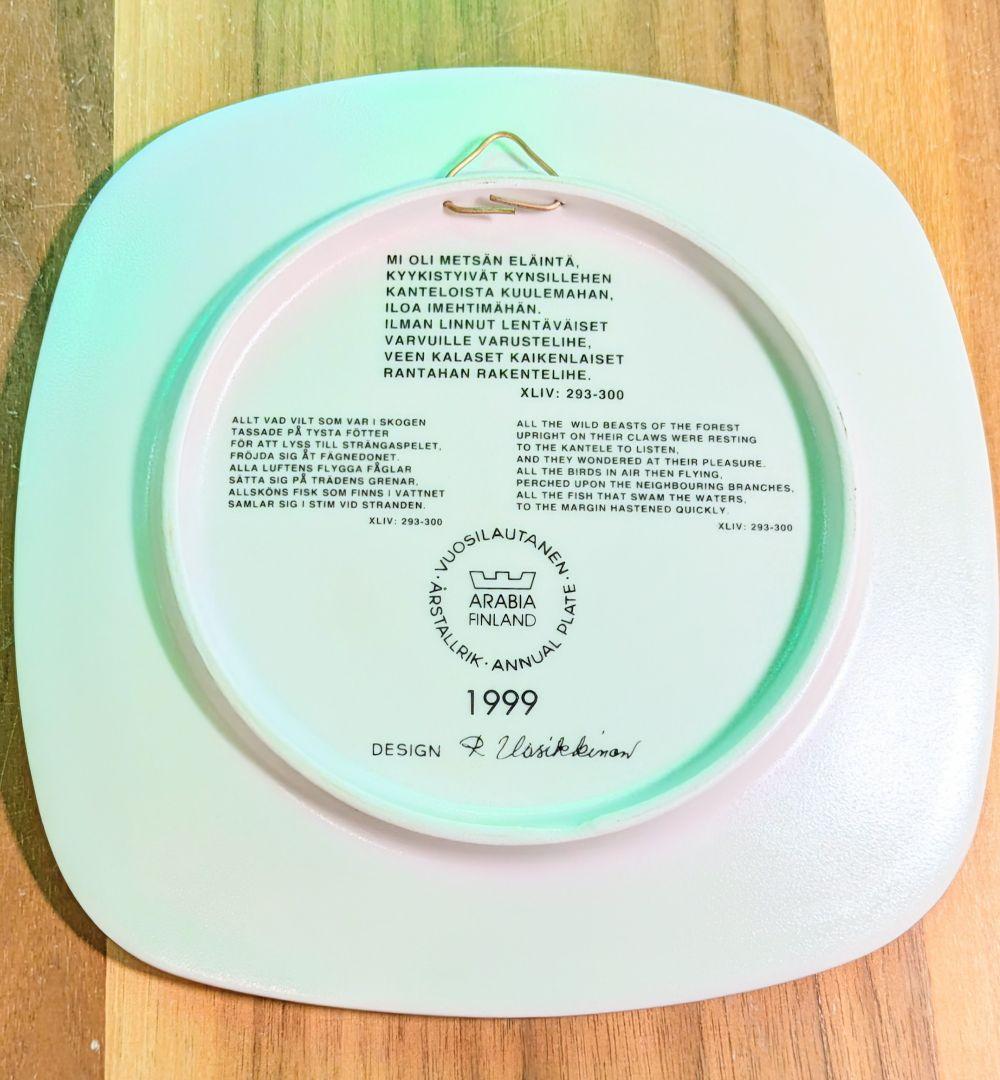 MI OLI METSÄN ELÄINTÄ,
KYYKISTYIVÄT KYNSILLEHEN
KANTELOISTA KUULEMAHAN,
ILOA IMEHTIMÄHÄN.
ILMAN LINNUT LENTÄVÄISET
VARVUILLE VARUSTELIHE,
VEEN KALASET KAIKENLAISET
RANTAHAN RAKENTELIHE.
XLIV: 293-300
ALLT VAD VILT SOM VAR I SKOGEN
TASSADE PÅ TYSTA FÖTTER
FÖR ATT LYSS TILL STRÄNGASPELET,
FRÖJDA SIG ÅT FÄGNEDONET.
ALLA LUFTENS FLYGGA FÅGLAR
SÄTTA SIG PÅ TRÄDENS GRENAR,
ALLSKÖNS FISK SOM FINNS I VATTNET
SAMLAR SIG I STIM VID STRANDEN.
XLIV: 293-300
ALL THE WILD BEASTS OF THE FOREST
UPRIGHT ON THEIR CLAWS WERE RESTING
TO THE KANTELE TO LISTEN,
AND THEY WONDERED AT THEIR PLEASURE.
ALL THE BIRDS IN AIR THEN FLYING,
PERCHED UPON THE NEIGHBOURING BRANCHES,
ALL THE FISH THAT SWAM THE WATERS,
TO THE MARGIN HASTENED QUICKLY.
XLIV: 293-300
· VUOSILAUTANEN · ANNUAL PLATE · ÅRSTALLRIK
ARABIA
FINLAND
1999
DESIGN R Uosikkinen